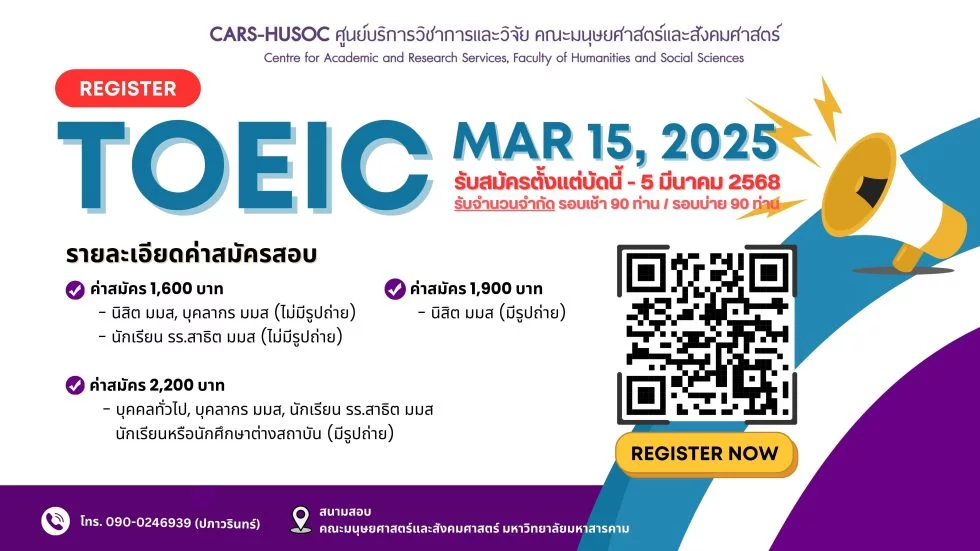 CARS-HUSOC ศูนย์บริการวิชาการและวิจัย คณะมนุษยศาสตร์และสังคมศาสตร์
Centre for Academic and Research Services, Faculty of Humanities and Social Sciences
REGISTER
TOEIC
MAR 15, 2025
รับสมัครตั้งแต่บัดนี้ - 5 มีนาคม 2568
รับจำนวนจำกัด รอบเช้า 90 ท่าน / รอบบ่าย 90 ท่าน
รายละเอียดค่าสมัครสอบ
ค่าสมัคร 1,600 บาท
- นิสิต มมส, บุคลากร มมส (ไม่มีรูปถ่าย)
- นักเรียน รร.สาธิต มมส (ไม่มีรูปถ่าย)
ค่าสมัคร 1,900 บาท
- นิสิต มมส (มีรูปถ่าย)
ค่าสมัคร 2,200 บาท
- บุคคลทั่วไป, บุคลากร มมส, นักเรียน รร.สาธิต มมส
นักเรียนหรือนักศึกษาต่างสถาบัน (มีรูปถ่าย)
REGISTER NOW
โทร. 090-0246939 (ปภาวรินทร์)
สนามสอบ
คณะมนุษยศาสตร์และสังคมศาสตร์ มหาวิทยาลัยมหาสารคาม